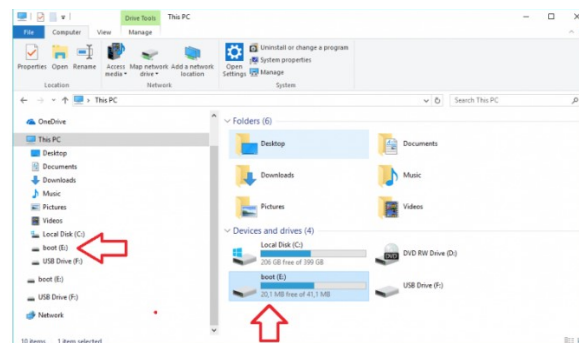 Drive Tools This PC
File Computer View Manage
Properties Open Rename
Access media
Map network drive
Add a network location
Open Settings
Uninstall or change a program
System properties
Manage
Location Network System
This PC
Search This PC
OneDrive
This PC
Desktop
Documents
Downloads
Music
Pictures
Videos
Local Disk (C:)
boot (E:)
USB Drive (F:)
boot (E:)
USB Drive (F:)
Network
Folders (6)
Desktop
Documents
Downloads
Music
Pictures
Videos
Devices and drives (4)
Local Disk (C:)
206 GB free of 399 GB
DVD RW Drive (D:)
DVD
boot (E:)
20,1 MB free of 41,1 MB
USB Drive (F:)
10 items 1 item selected